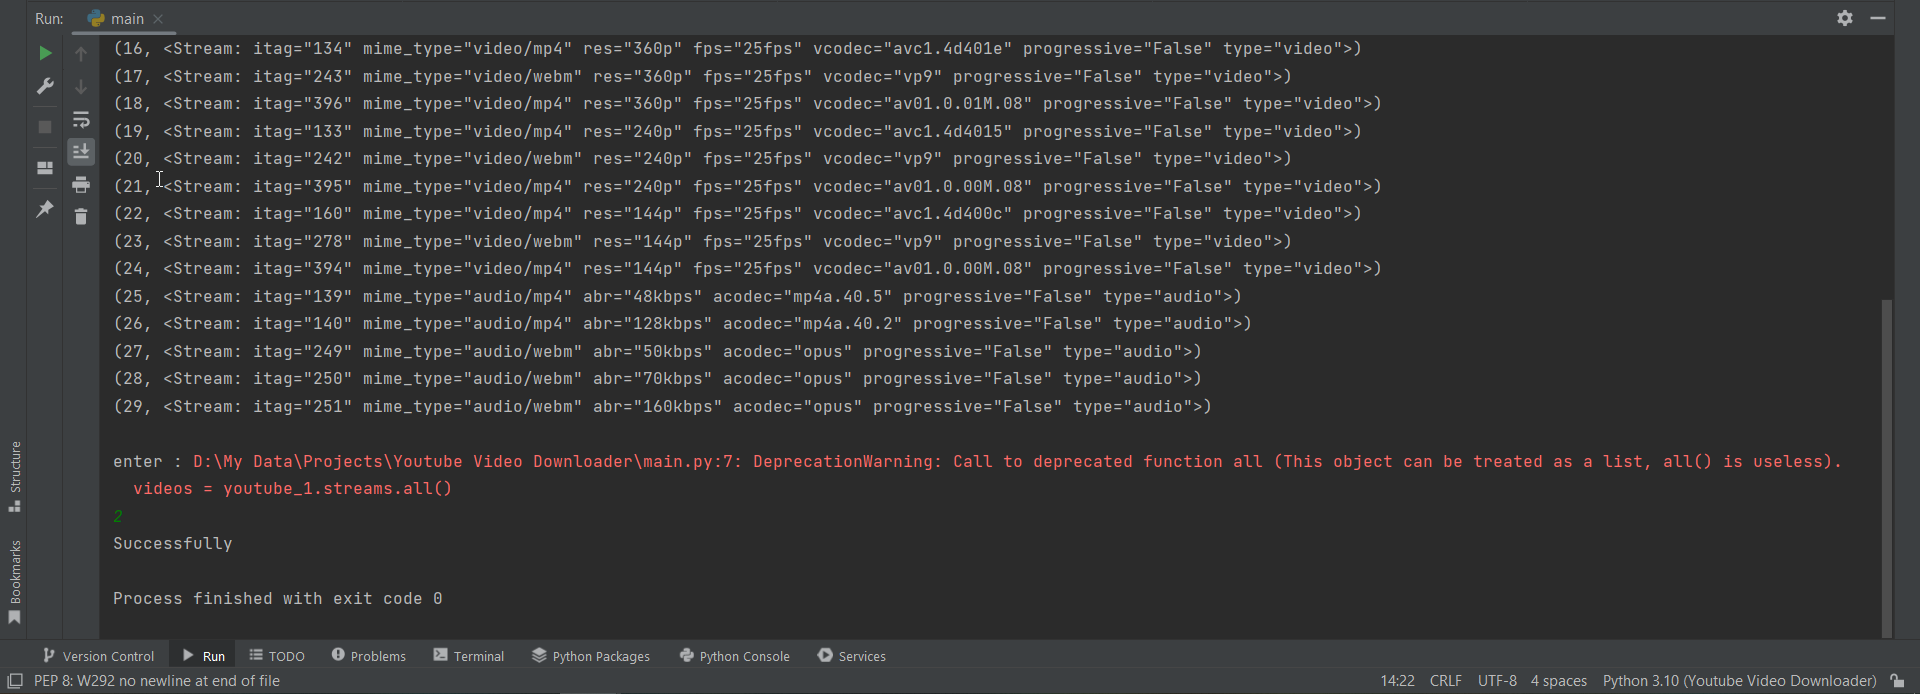 Run: main
(16, <Stream: itag="134" mime_type="video/mp4" res="360p" fps="25fps" vcodec="avc1.4d401e" progressive="False" type="video">)
(17, <Stream: itag="243" mime_type="video/webm" res="360p" fps="25fps" vcodec="vp9" progressive="False" type="video">)
(18, <Stream: itag="396" mime_type="video/mp4" res="360p" fps="25fps" vcodec="av01.0.01M.08" progressive="False" type="video">)
(19, <Stream: itag="133" mime_type="video/mp4" res="240p" fps="25fps" vcodec="avc1.4d4015" progressive="False" type="video">)
(20, <Stream: itag="242" mime_type="video/webm" res="240p" fps="25fps" vcodec="vp9" progressive="False" type="video">)
(21, <Stream: itag="395" mime_type="video/mp4" res="240p" fps="25fps" vcodec="av01.0.00M.08" progressive="False" type="video">)
(22, <Stream: itag="160" mime_type="video/mp4" res="144p" fps="25fps" vcodec="avc1.4d400c" progressive="False" type="video">)
(23, <Stream: itag="278" mime_type="video/webm" res="144p" fps="25fps" vcodec="vp9" progressive="False" type="video">)
(24, <Stream: itag="394" mime_type="video/mp4" res="144p" fps="25fps" vcodec="av01.0.00M.08" progressive="False" type="video">)
(25, <Stream: itag="139" mime_type="audio/mp4" abr="48kbps" acodec="mp4a.40.5" progressive="False" type="audio">)
(26, <Stream: itag="140" mime_type="audio/mp4" abr="128kbps" acodec="mp4a.40.2" progressive="False" type="audio">)
(27, <Stream: itag="249" mime_type="audio/webm" abr="50kbps" acodec="opus" progressive="False" type="audio">)
(28, <Stream: itag="250" mime_type="audio/webm" abr="70kbps" acodec="opus" progressive="False" type="audio">)
(29, <Stream: itag="251" mime_type="audio/webm" abr="160kbps" acodec="opus" progressive="False" type="audio">)
enter : D:\My Data\Projects\Youtube Video Downloader\main.py:7: DeprecationWarning: Call to deprecated function all (This object can be treated as a list, all() is useless).
videos = youtube_1.streams.all()
2
Successfully
Process finished with exit code 0
Structure
Bookmarks
Version Control Run TODO Problems Terminal Python Packages Python Console Services
PEP 8: W292 no newline at end of file 14:22 CRLF UTF-8 4 spaces Python 3.10 (Youtube Video Downloader)